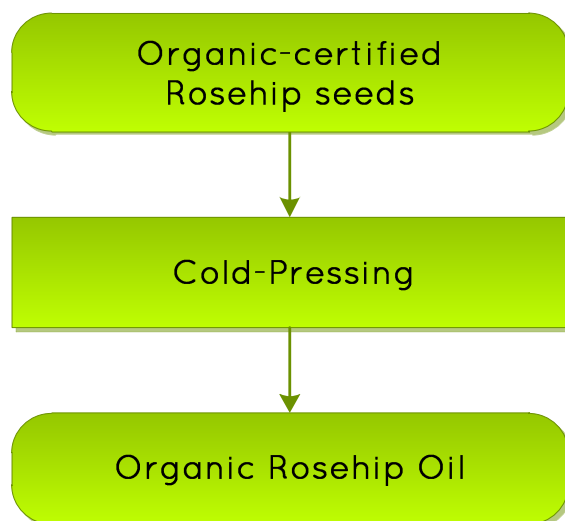 Organic-certified
Rosehip seeds
Cold-Pressing
Organic Rosehip Oil